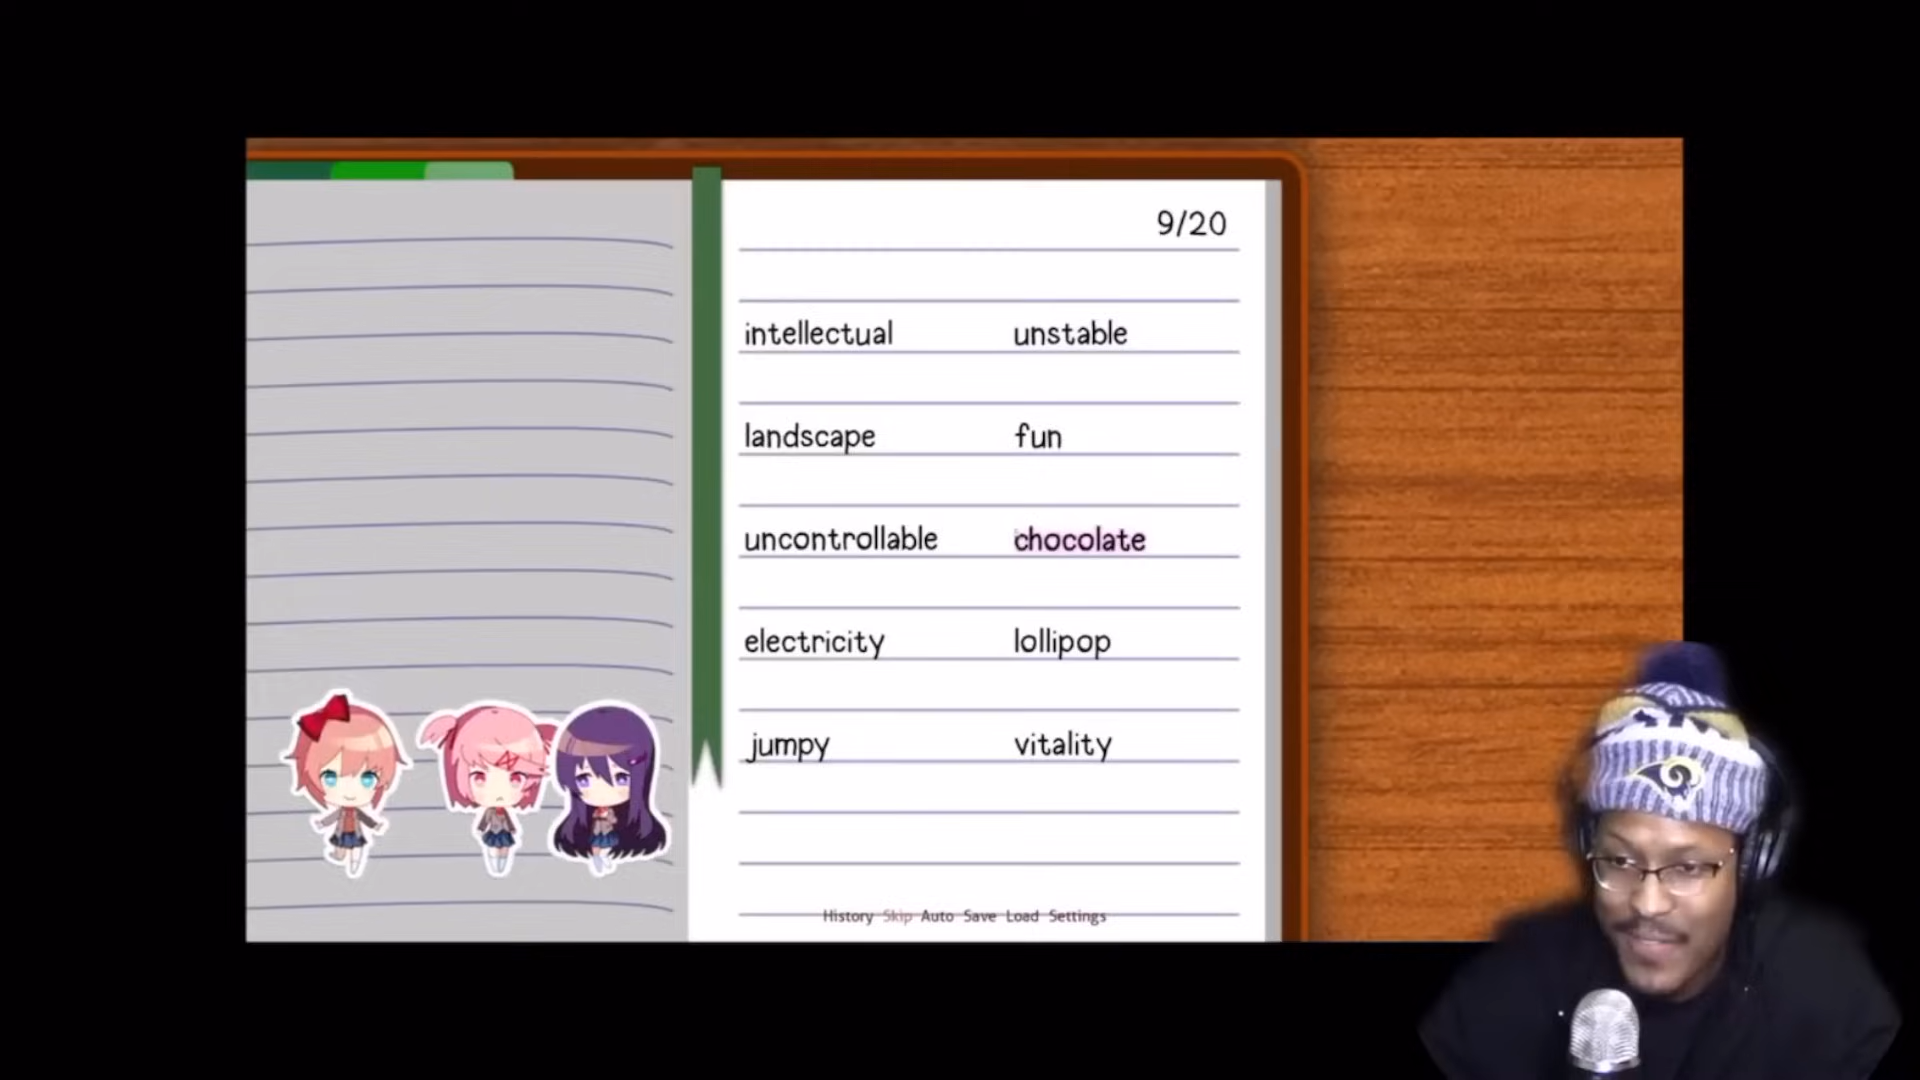 9/20
intellectual unstable
landscape fun
uncontrollable chocolate
electricity lollipop
jumpy vitality
History Skip Auto Save Load Settings